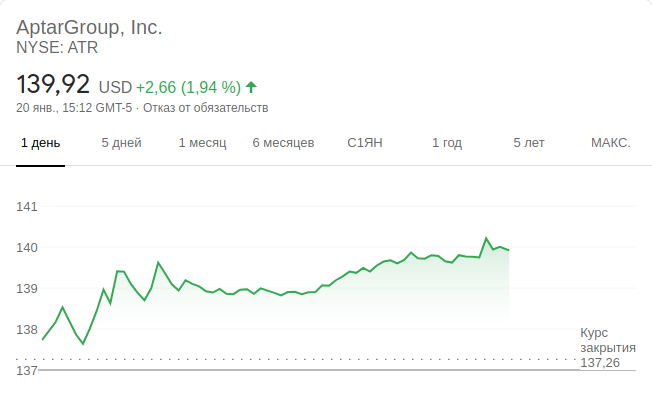 AptarGroup, Inc.
NYSE: ATR
139,92 USD +2,66 (1,94 %)
20 янв., 15:12 GMT-5 · Отказ от обязательств
1 день 5 дней 1 месяц 6 месяцев С1ЯН 1 год 5 лет МАКС.
141
140
139
138
137
Курс
закрытия
137,26